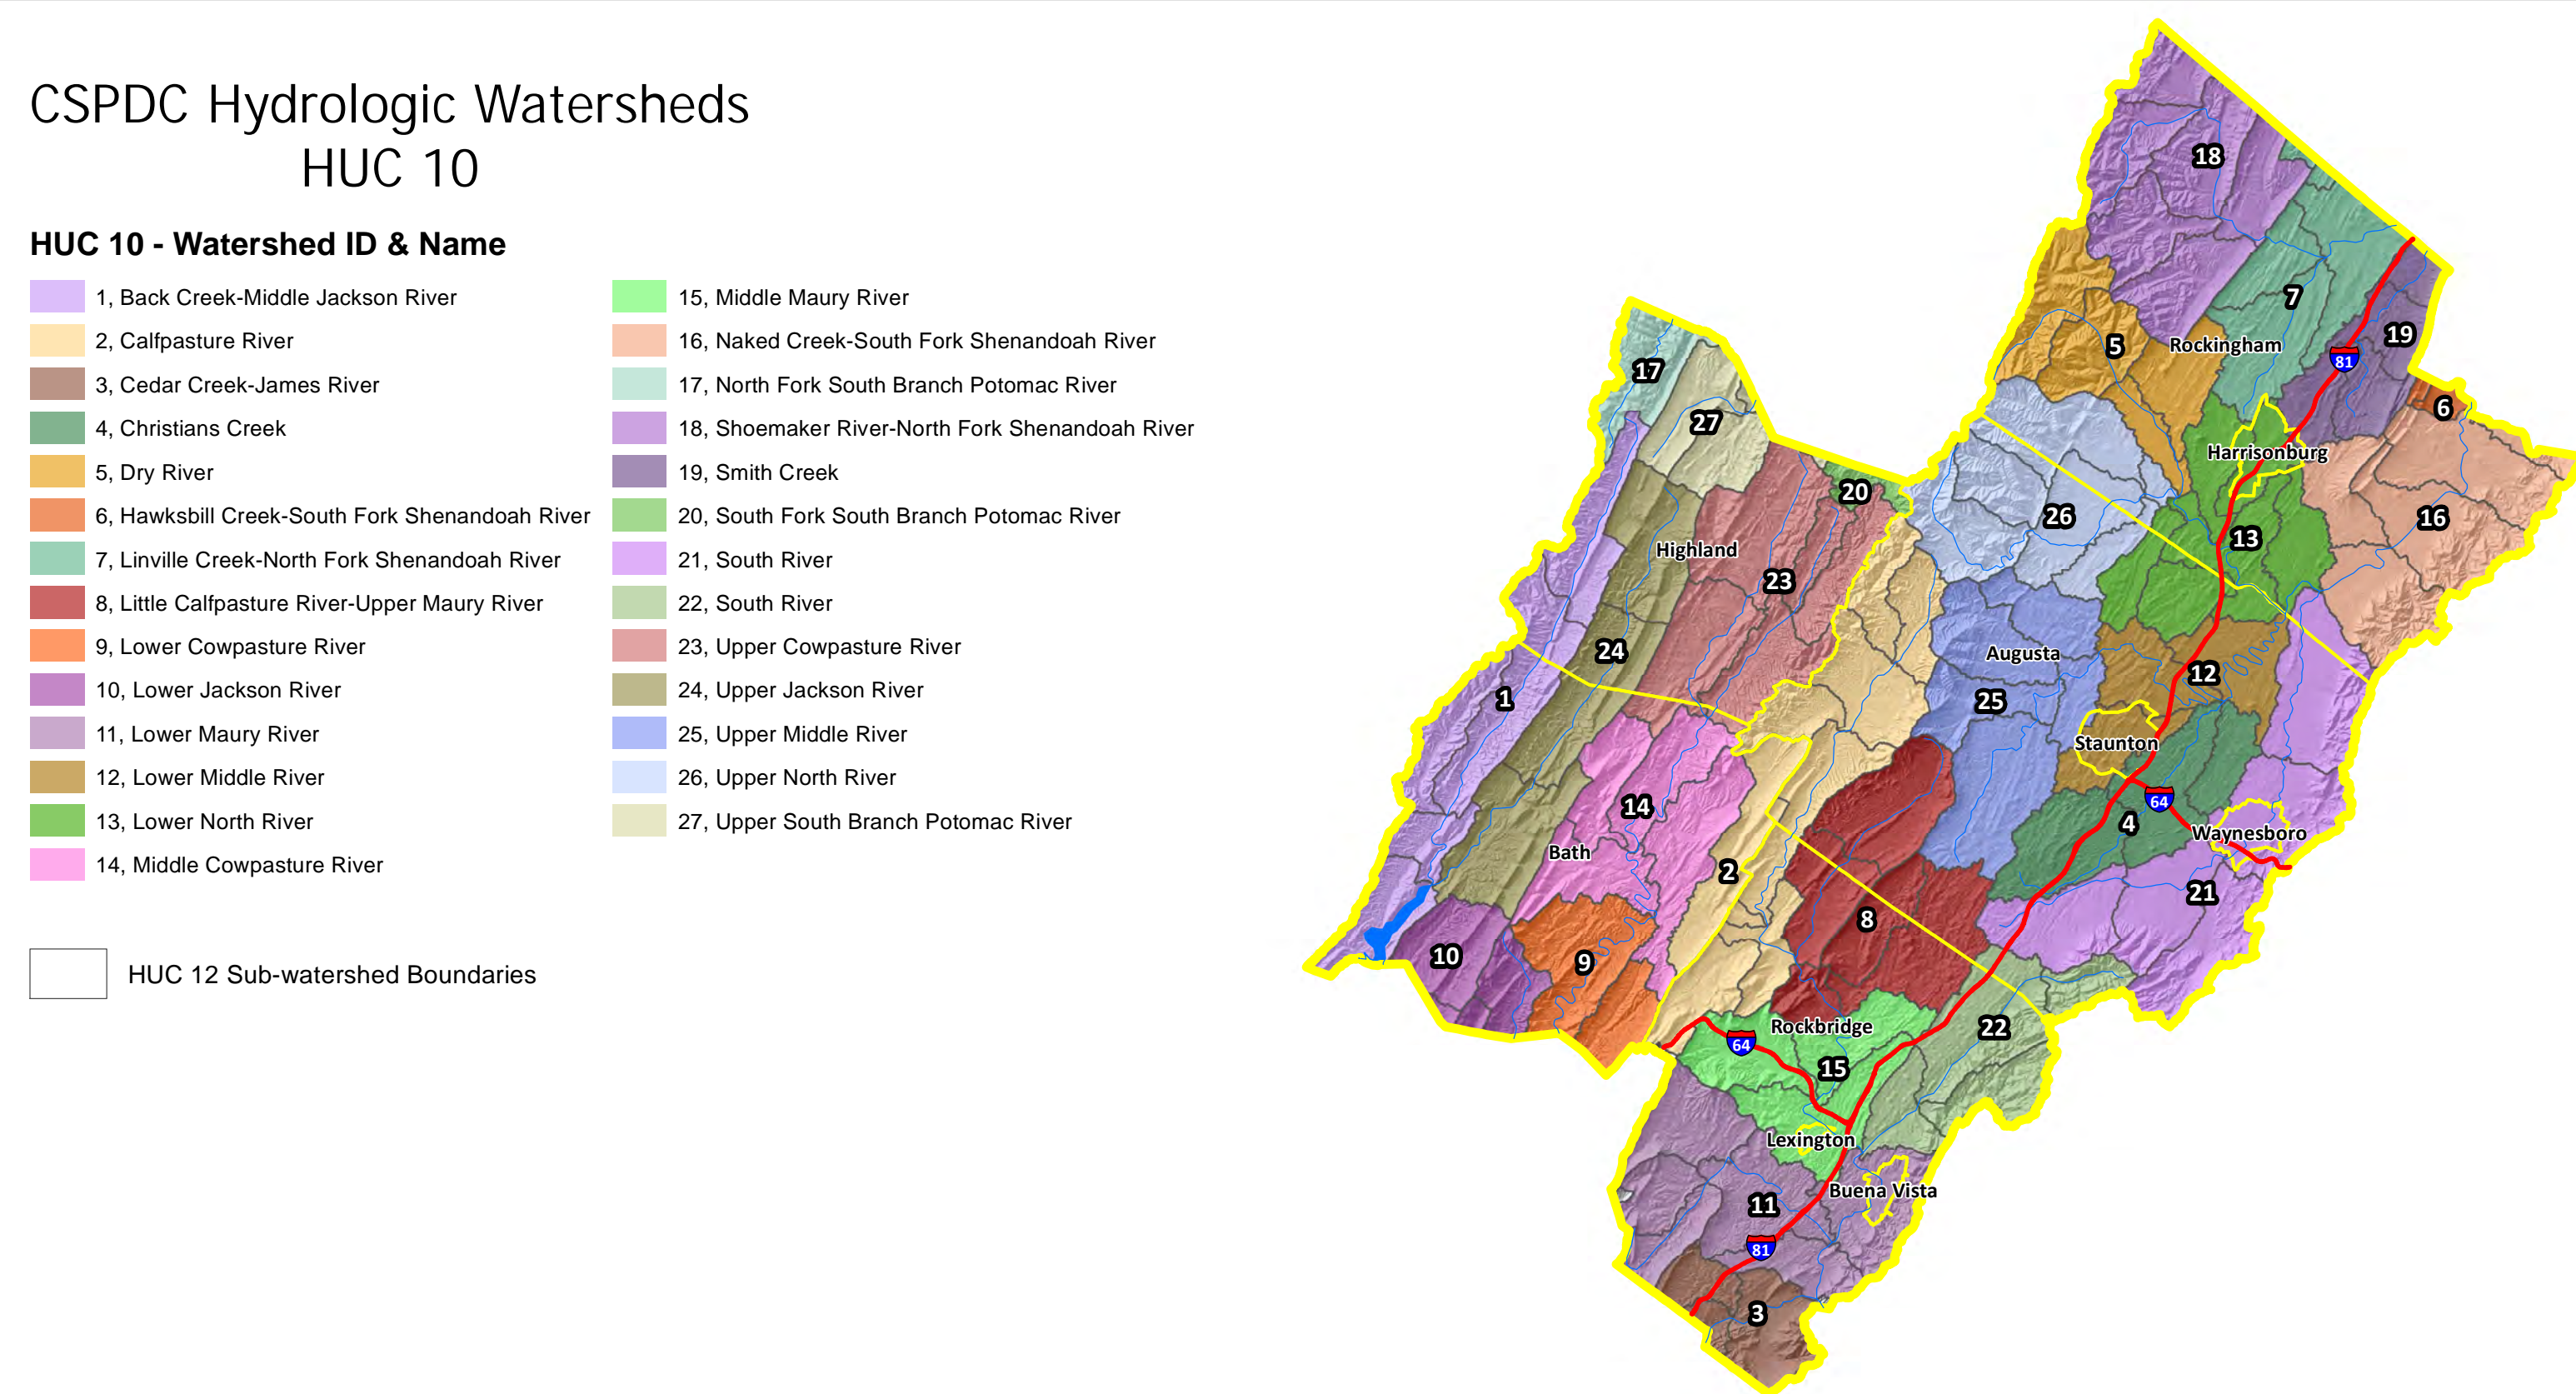 CSPDC Hydrologic Watersheds
HUC 10
HUC 10 - Watershed ID & Name
1, Back Creek-Middle Jackson River
2, Calfpasture River
3, Cedar Creek-James River
4, Christians Creek
5, Dry River
6, Hawksbill Creek-South Fork Shenandoah River
7, Linville Creek-North Fork Shenandoah River
8, Little Calfpasture River-Upper Maury River
9, Lower Cowpasture River
10, Lower Jackson River
11, Lower Maury River
12, Lower Middle River
13, Lower North River
14, Middle Cowpasture River
15, Middle Maury River
16, Naked Creek-South Fork Shenandoah River
17, North Fork South Branch Potomac River
18, Shoemaker River-North Fork Shenandoah River
19, Smith Creek
20, South Fork South Branch Potomac River
21, South River
22, South River
23, Upper Cowpasture River
24, Upper Jackson River
25, Upper Middle River
26, Upper North River
27, Upper South Branch Potomac River
HUC 12 Sub-watershed Boundaries
18
7
19
5
Rockingham
81
17
6
27
Harrisonburg
20
26
16
13
Highland
23
24
Augusta
12
1
25
Staunton
14
64
4
Waynesboro
Bath
2
21
8
10
9
Rockbridge
22
64
15
Lexington
Buena Vista
11
81
3